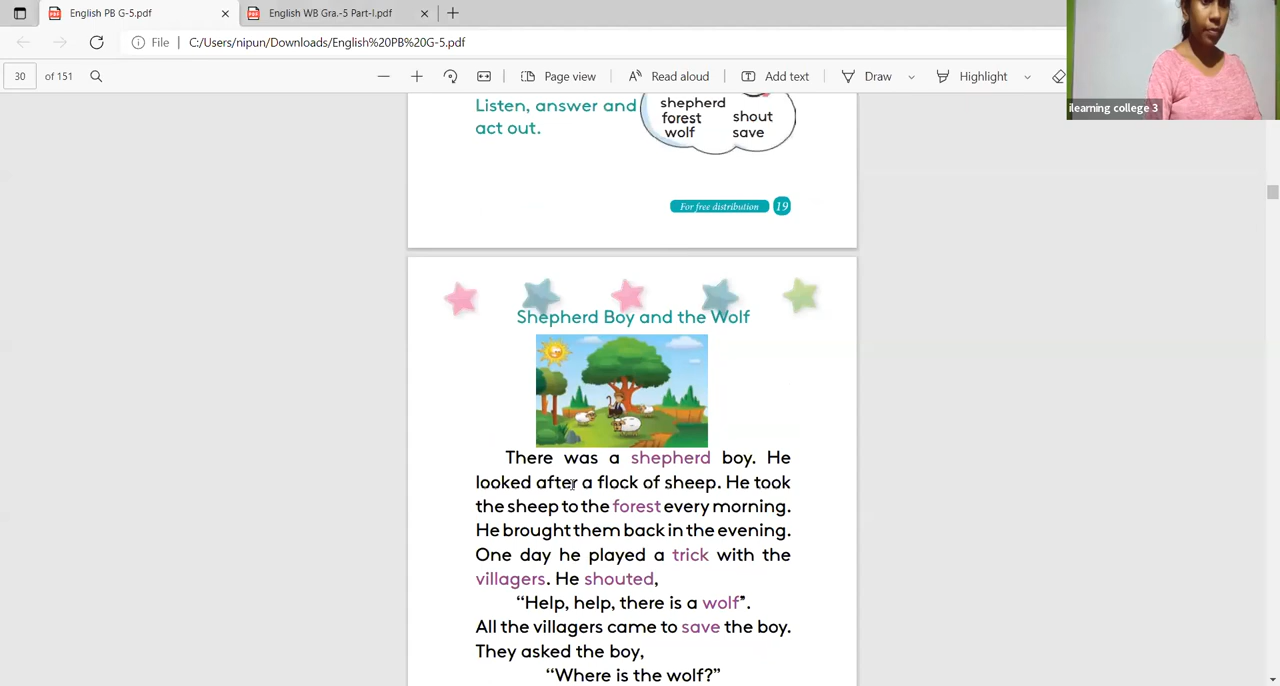 English PB G-5.pdf
English WB Gra.-5 Part-I.pdf
File
C:/Users/nipun/Downloads/English%20PB%20G-5.pdf
30 of 151
Page view
Read aloud
Add text
Draw
Highlight
ilearning college 3
Listen, answer and
act out.
shepherd
forest
wolf
shout
save
For free distribution 19
Shepherd Boy and the Wolf
There was a shepherd boy. He
looked after a flock of sheep. He took
the sheep to the forest every morning.
He brought them back in the evening.
One day he played a trick with the
villagers. He shouted,
“Help, help, there is a wolf”.
All the villagers came to save the boy.
They asked the boy,
“Where is the wolf?”